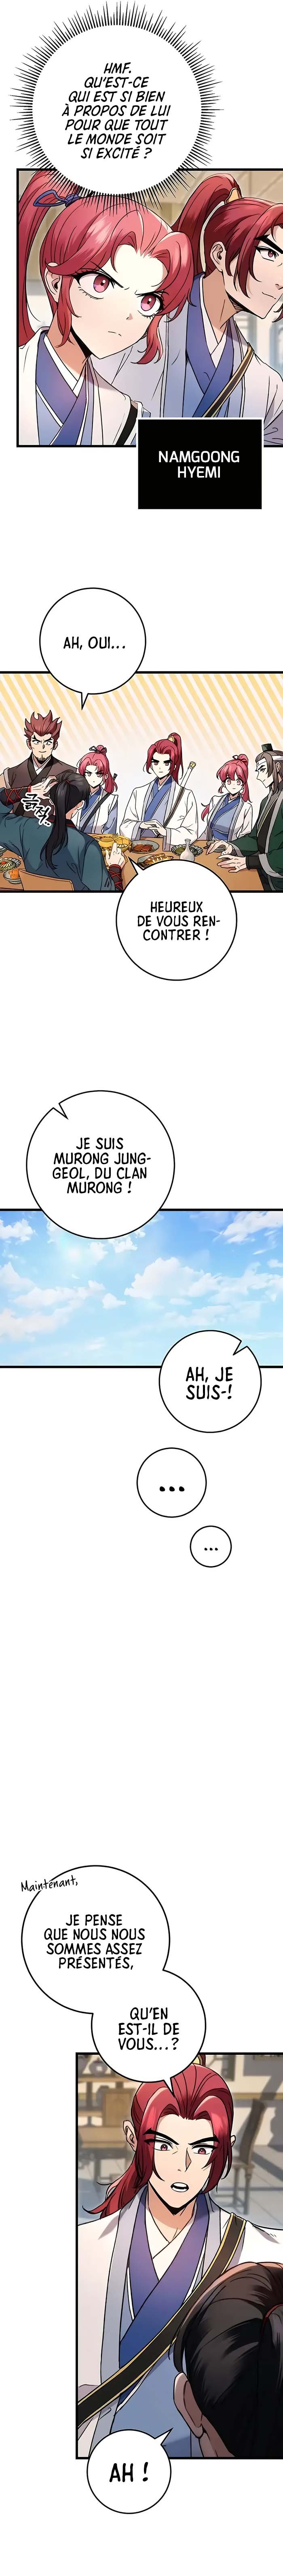 HMF.
QU'EST-CE
QUI EST SI BIEN
À PROPOS DE LUI
POUR QUE TOUT
LE MONDE SOIT
SI EXCITÉ ?
NAMGOONG
HYEMI
AH, OUI...
HEUREUX
DE VOUS REN-
CONTRER !
JE SUIS
MURONG JUNG-
GEOL, DU CLAN
MURONG !
AH, JE
SUIS-!
...
...
Maintenant,
JE PENSE
QUE NOUS NOUS
SOMMES ASSEZ
PRÉSENTÉS,
QU'EN
EST-IL DE
VOUS...?
AH !